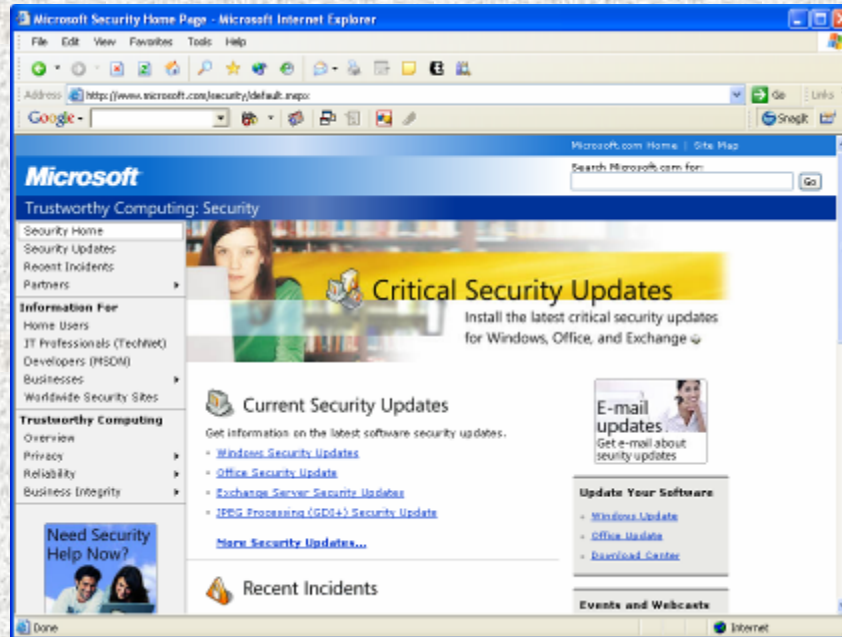 Microsoft Security Home Page - Microsoft Internet Explorer
File Edit View Favorites Tools Help
Address http://www.microsoft.com/security/default.mspx Go Links
Google - SnagIt
Microsoft.com Home | Site Map
Microsoft
Search Microsoft.com for:
Go
Trustworthy Computing: Security
Security Home
Security Updates
Recent Incidents
Partners
Information For
Home Users
IT Professionals (TechNet)
Developers (MSDN)
Businesses
Worldwide Security Sites
Trustworthy Computing
Overview
Privacy
Reliability
Business Integrity
Need Security
Help Now?
Critical Security Updates
Install the latest critical security updates
for Windows, Office, and Exchange
Current Security Updates
Get information on the latest software security updates.
Windows Security Updates
Office Security Update
Exchange Server Security Updates
JPEG Processing (GDI+) Security Update
More Security Updates...
Recent Incidents
E-mail
updates
Get e-mail about
seurity updates
Update Your Software
Windows Update
Office Update
Download Center
Events and Webcasts
Done Internet